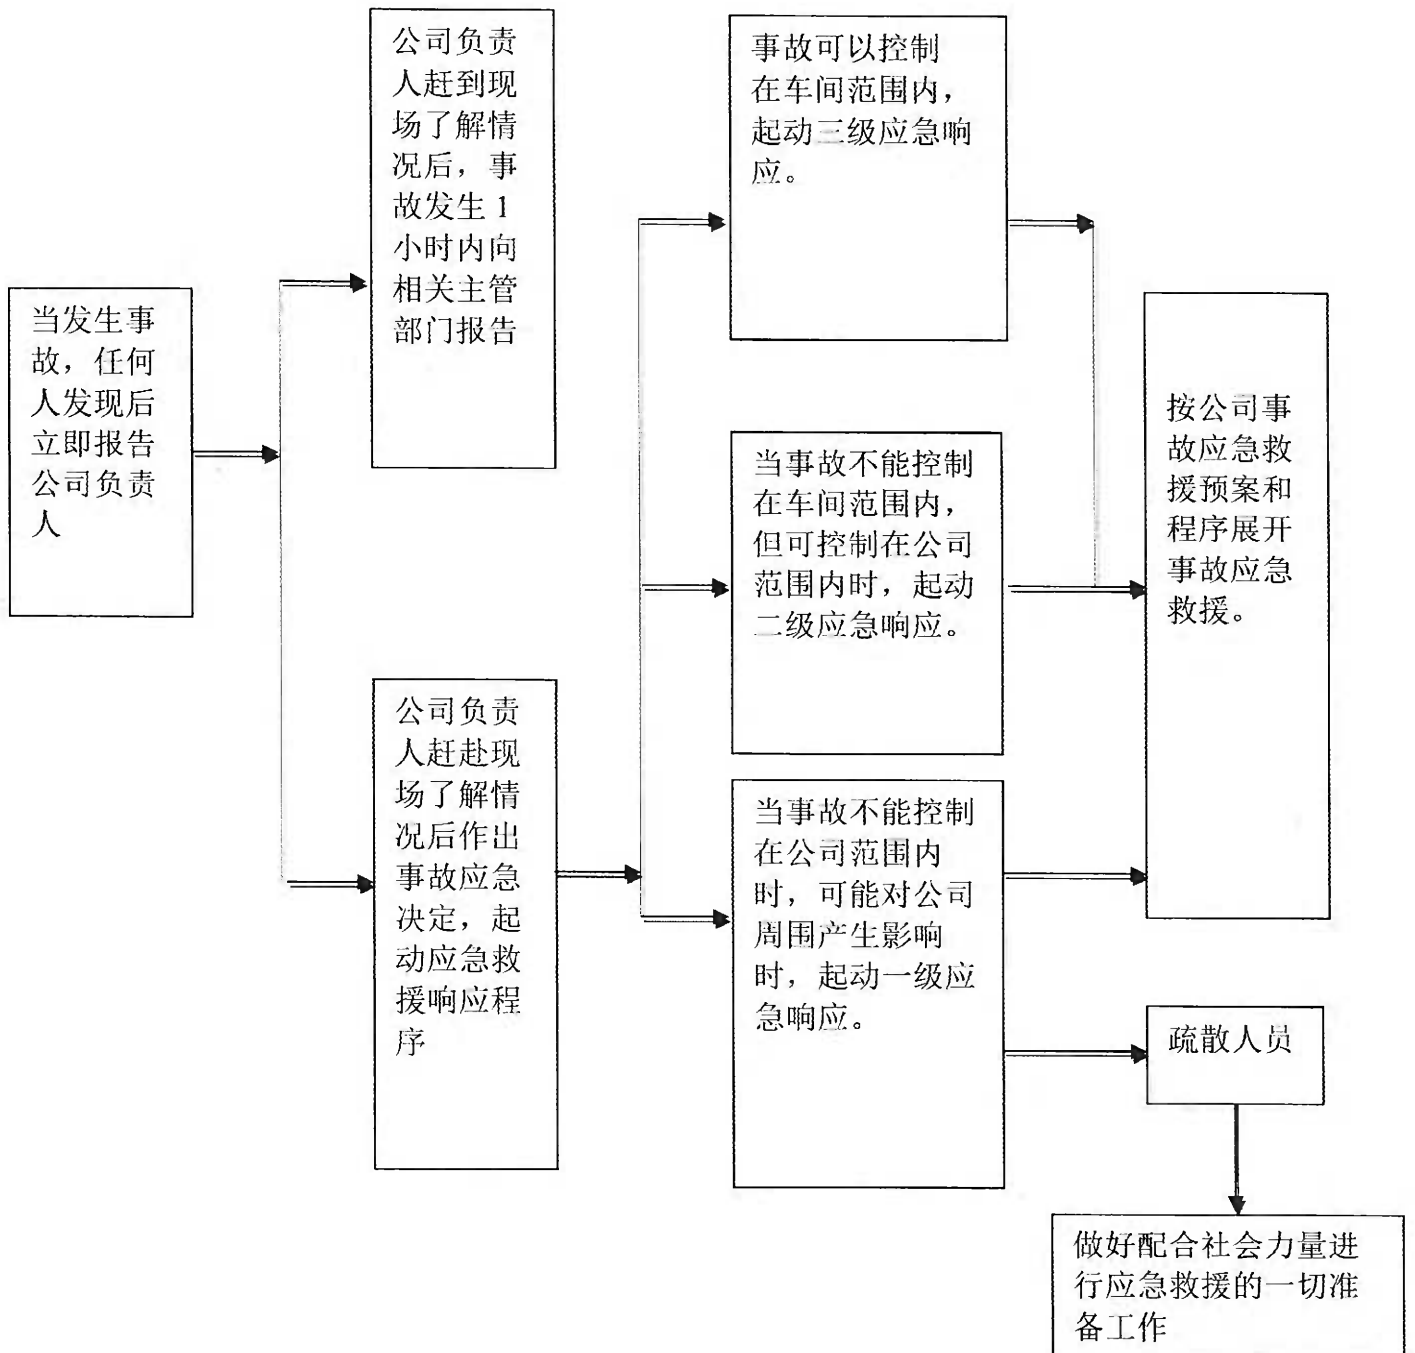 当发生事
故，任何
人发现后
立即报告
公司负责
人
公司负责
人赶到现
场了解情
况后，事
故发生1
小时内向
相关主管
部门报告
公司负责
人赶赴现
场了解情
况后作出
事故应急
决定，起
动应急救
援响应程
序
事故可以控制
在车间范围内，
起动三级应急响
应。
当事故不能控制
在车间范围内，
但可控制在公司
范围内时，起动
二级应急响应。
当事故不能控制
在公司范围内
时，可能对公司
周围产生影响
时，起动一级应
急响应。
按公司事
故应急救
援预案和
程序展开
事故应急
救援。
疏散人员
做好配合社会力量进
行应急救援的一切准
备工作